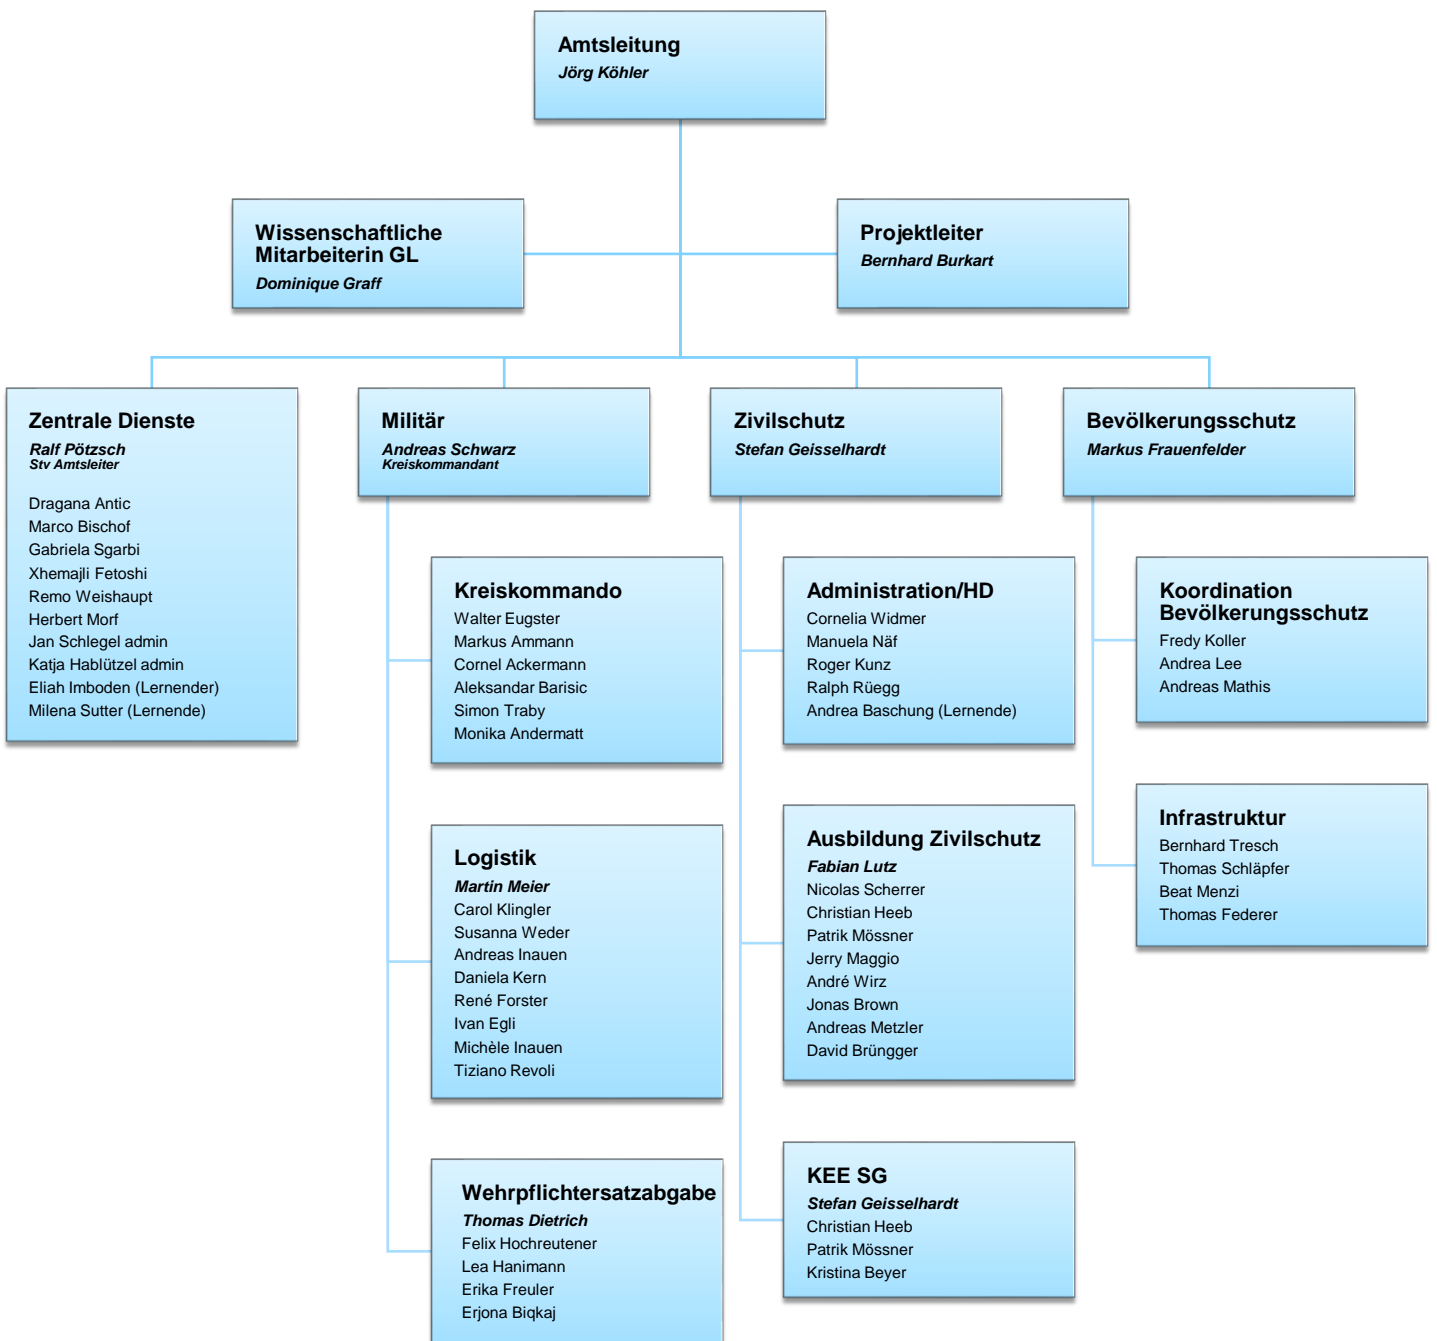 Amtsleitung
Jörg Köhler
Wissenschaftliche
Mitarbeiterin GL
Dominique Graff
Projektleiter
Bernhard Burkart
Zentrale Dienste
Ralf Pötzsch
Stv Amtsleiter
Dragana Antic
Marco Bischof
Gabriela Sgarbi
Xhemajli Fetoshi
Remo Weishaupt
Herbert Morf
Jan Schlegel admin
Katja Hablützel admin
Eliah Imboden (Lernender)
Milena Sutter (Lernende)
Militär
Andreas Schwarz
Kreiskommandant
Kreiskommando
Walter Eugster
Markus Ammann
Cornel Ackermann
Aleksandar Barisic
Simon Traby
Monika Andermatt
Logistik
Martin Meier
Carol Klingler
Susanna Weder
Andreas Inauen
Daniela Kern
René Forster
Ivan Egli
Michèle Inauen
Tiziano Revoli
Wehrpflichtersatzabgabe
Thomas Dietrich
Felix Hochreutener
Lea Hanimann
Erika Freuler
Erjona Biqkaj
Zivilschutz
Stefan Geisselhardt
Administration/HD
Cornelia Widmer
Manuela Näf
Roger Kunz
Ralph Rüegg
Andrea Baschung (Lernende)
Ausbildung Zivilschutz
Fabian Lutz
Nicolas Scherrer
Christian Heeb
Patrik Mössner
Jerry Maggio
André Wirz
Jonas Brown
Andreas Metzler
David Brüngger
KEE SG
Stefan Geisselhardt
Christian Heeb
Patrik Mössner
Kristina Beyer
Bevölkerungsschutz
Markus Frauenfelder
Koordination
Bevölkerungsschutz
Fredy Koller
Andrea Lee
Andreas Mathis
Infrastruktur
Bernhard Tresch
Thomas Schläpfer
Beat Menzi
Thomas Federer